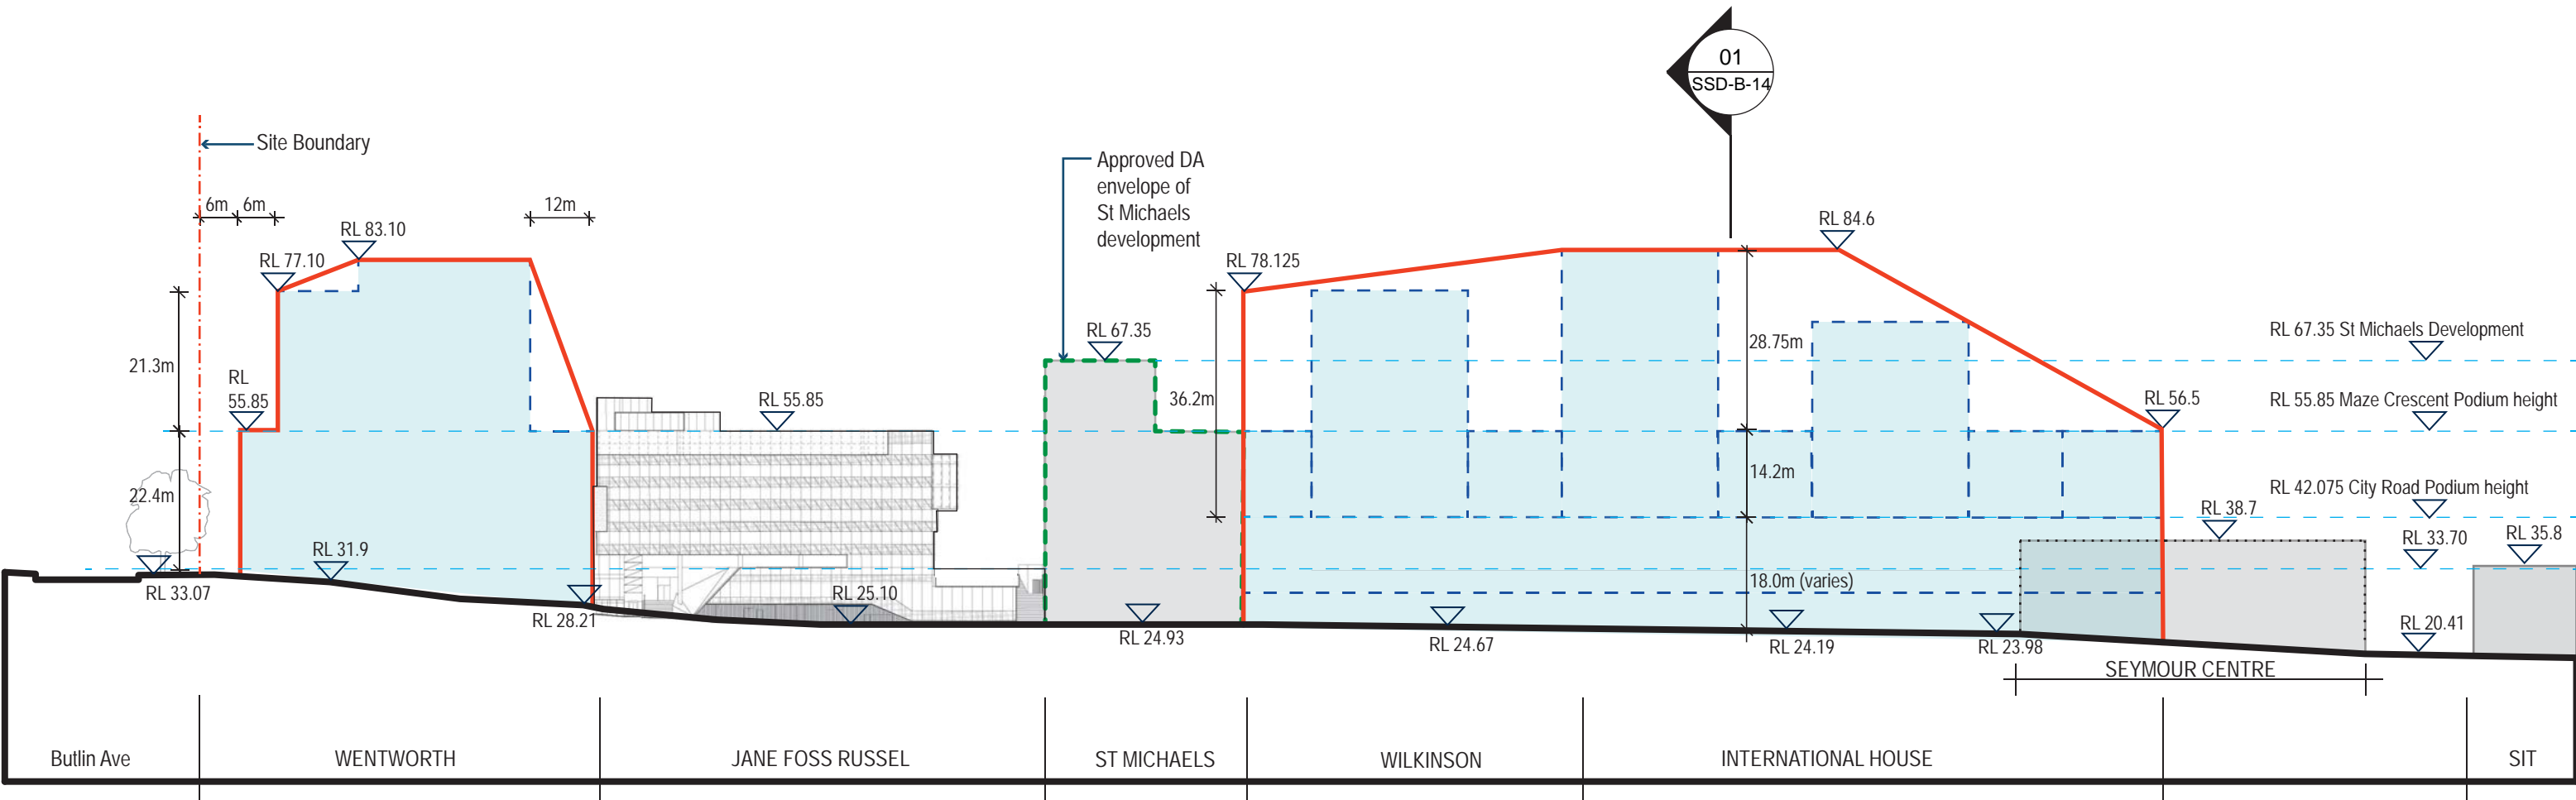 01
SSD-B-14
Site Boundary
Approved DA
envelope of
St Michaels
development
6m
6m
12m
RL 83.10
RL 77.10
RL 84.6
RL 78.125
RL 67.35
28.75m
RL 67.35 St Michaels Development
21.3m
RL
55.85
RL 55.85
36.2m
RL 56.5
RL 55.85 Maze Crescent Podium height
14.2m
22.4m
RL 42.075 City Road Podium height
RL 38.7
RL 33.70
RL 35.8
RL 31.9
18.0m (varies)
RL 33.07
RL 25.10
RL 28.21
RL 24.93
RL 24.67
RL 24.19
RL 23.98
RL 20.41
SEYMOUR CENTRE
Butlin Ave
WENTWORTH
JANE FOSS RUSSEL
ST MICHAELS
WILKINSON
INTERNATIONAL HOUSE
SIT